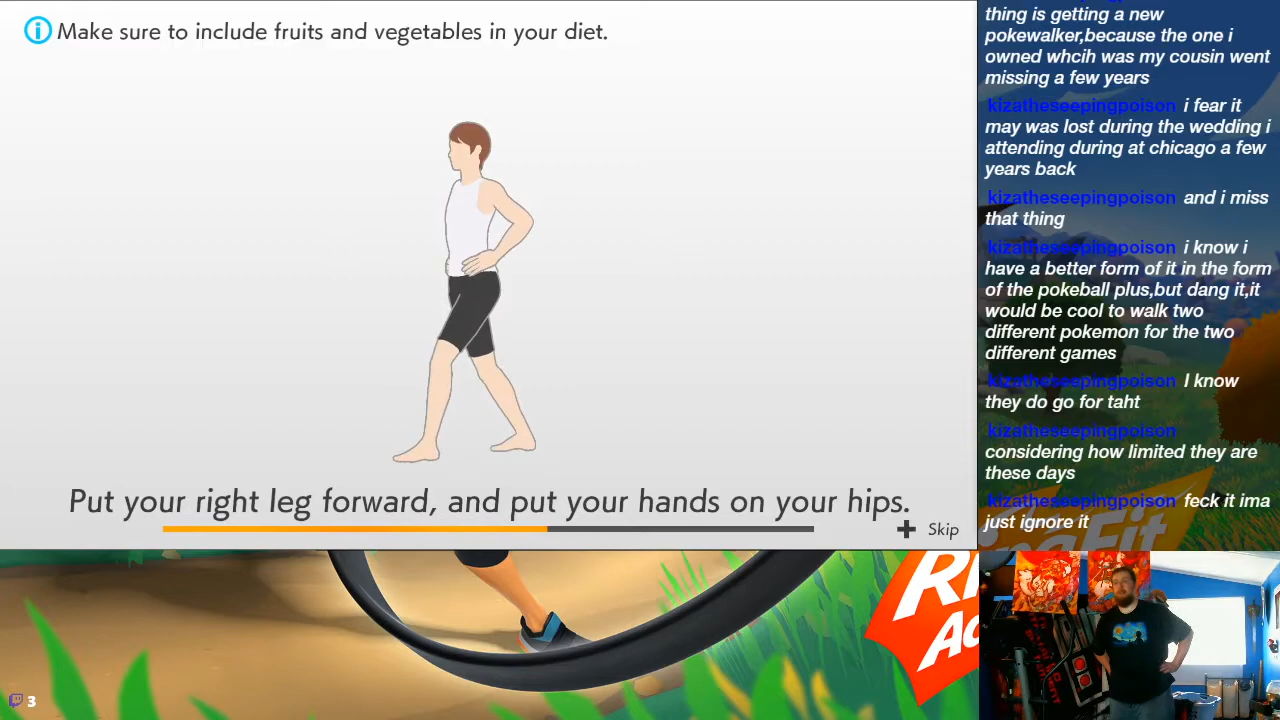 Make sure to include fruits and vegetables in your diet.
Put your right leg forward, and put your hands on your hips.
Skip
thing is getting a new
pokewalker,because the one i
owned whcih was my cousin went
missing a few years
kizatheseepingpoison i fear it
may was lost during the wedding i
attending during at chicago a few
years back
kizatheseepingpoison and i miss
that thing
kizatheseepingpoison i know i
have a better form of it in the form
of the pokeball plus,but dang it,it
would be cool to walk two
different pokemon for the two
different games
kizatheseepingpoison I know
they do go for taht
kizatheseepingpoison
considering how limited they are
these days
kizatheseepingpoison feck it ima
just ignore it
3